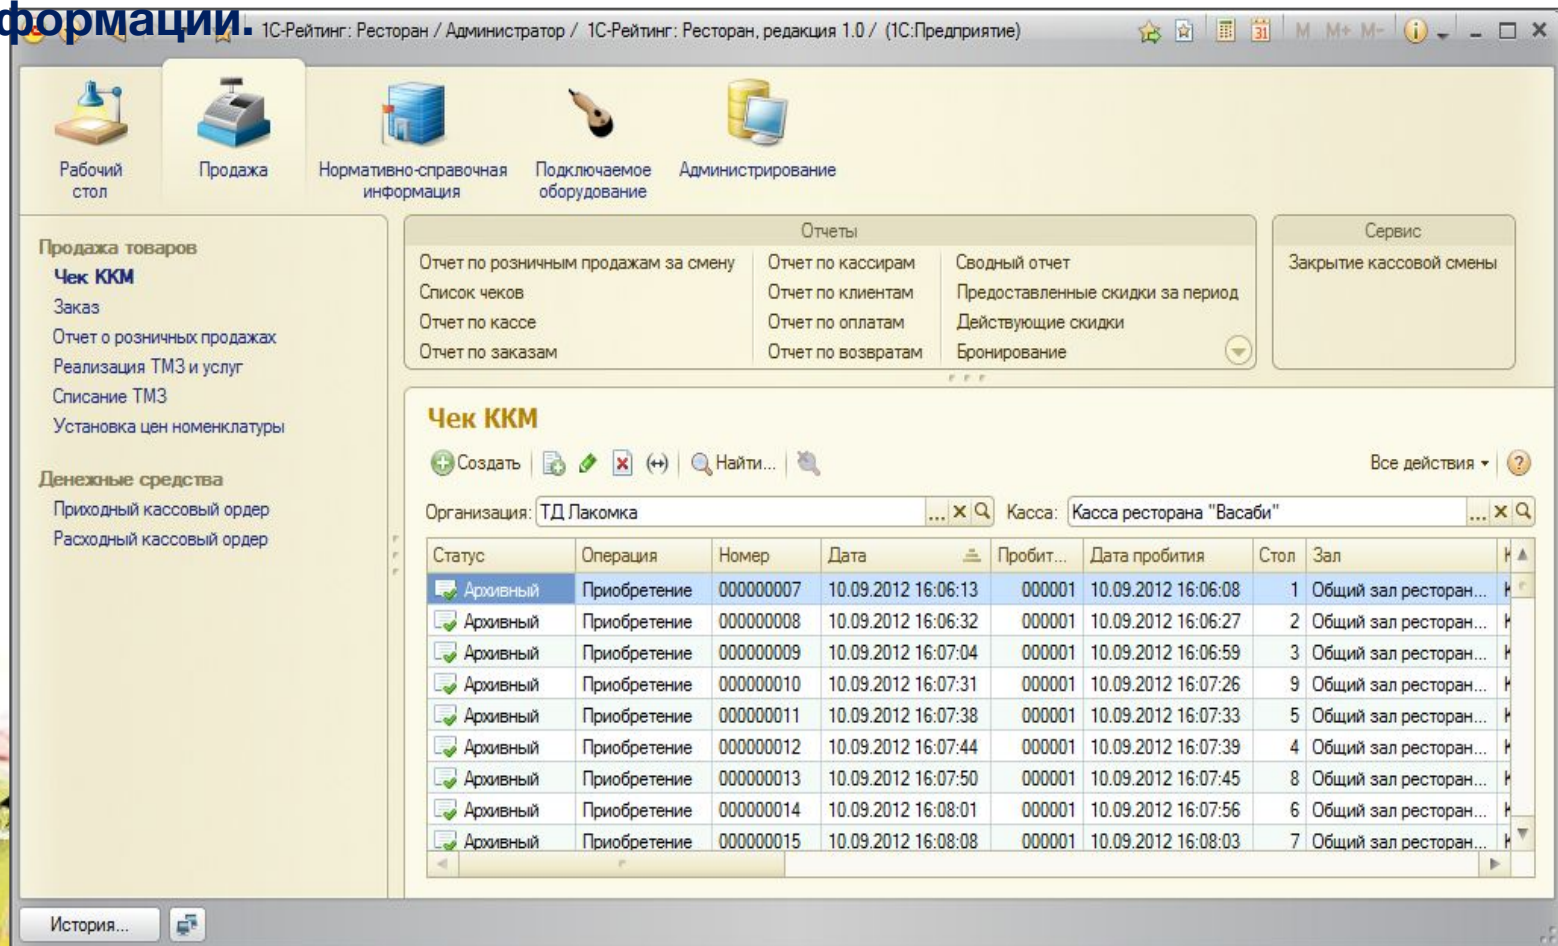 формации.
1С-Рейтинг: Ресторан / Администратор / 1С-Рейтинг: Ресторан, редакция 1.0 / (1С:Предприятие)
31 M M+ M-
Рабочий стол
Продажа
Нормативно-справочная информация
Подключаемое оборудование
Администрирование
Продажа товаров
Чек ККМ
Заказ
Отчет о розничных продажах
Реализация ТМЗ и услуг
Списание ТМЗ
Установка цен номенклатуры
Денежные средства
Приходный кассовый ордер
Расходный кассовый ордер
Отчеты
Отчет по розничным продажам за смену Отчет по кассирам Сводный отчет
Список чеков Отчет по клиентам Предоставленные скидки за период
Отчет по кассе Отчет по оплатам Действующие скидки
Отчет по заказам Отчет по возвратам Бронирование
Сервис
Закрытие кассовой смены
Чек ККМ
Создать Найти... Все действия ?
Организация: ТД Лакомка ... Касса: Касса ресторана "Васаби" ...
Статус Операция Номер Дата Пробит... Дата пробития Стол Зал
Архивный Приобретение 000000007 10.09.2012 16:06:13 000001 10.09.2012 16:06:08 1 Общий зал ресторан...
Архивный Приобретение 000000008 10.09.2012 16:06:32 000001 10.09.2012 16:06:27 2 Общий зал ресторан...
Архивный Приобретение 000000009 10.09.2012 16:07:04 000001 10.09.2012 16:06:59 3 Общий зал ресторан...
Архивный Приобретение 000000010 10.09.2012 16:07:31 000001 10.09.2012 16:07:26 9 Общий зал ресторан...
Архивный Приобретение 000000011 10.09.2012 16:07:38 000001 10.09.2012 16:07:33 5 Общий зал ресторан...
Архивный Приобретение 000000012 10.09.2012 16:07:44 000001 10.09.2012 16:07:39 4 Общий зал ресторан...
Архивный Приобретение 000000013 10.09.2012 16:07:50 000001 10.09.2012 16:07:45 8 Общий зал ресторан...
Архивный Приобретение 000000014 10.09.2012 16:08:01 000001 10.09.2012 16:07:56 6 Общий зал ресторан...
Архивный Приобретение 000000015 10.09.2012 16:08:08 000001 10.09.2012 16:08:03 7 Общий зал ресторан...
История...